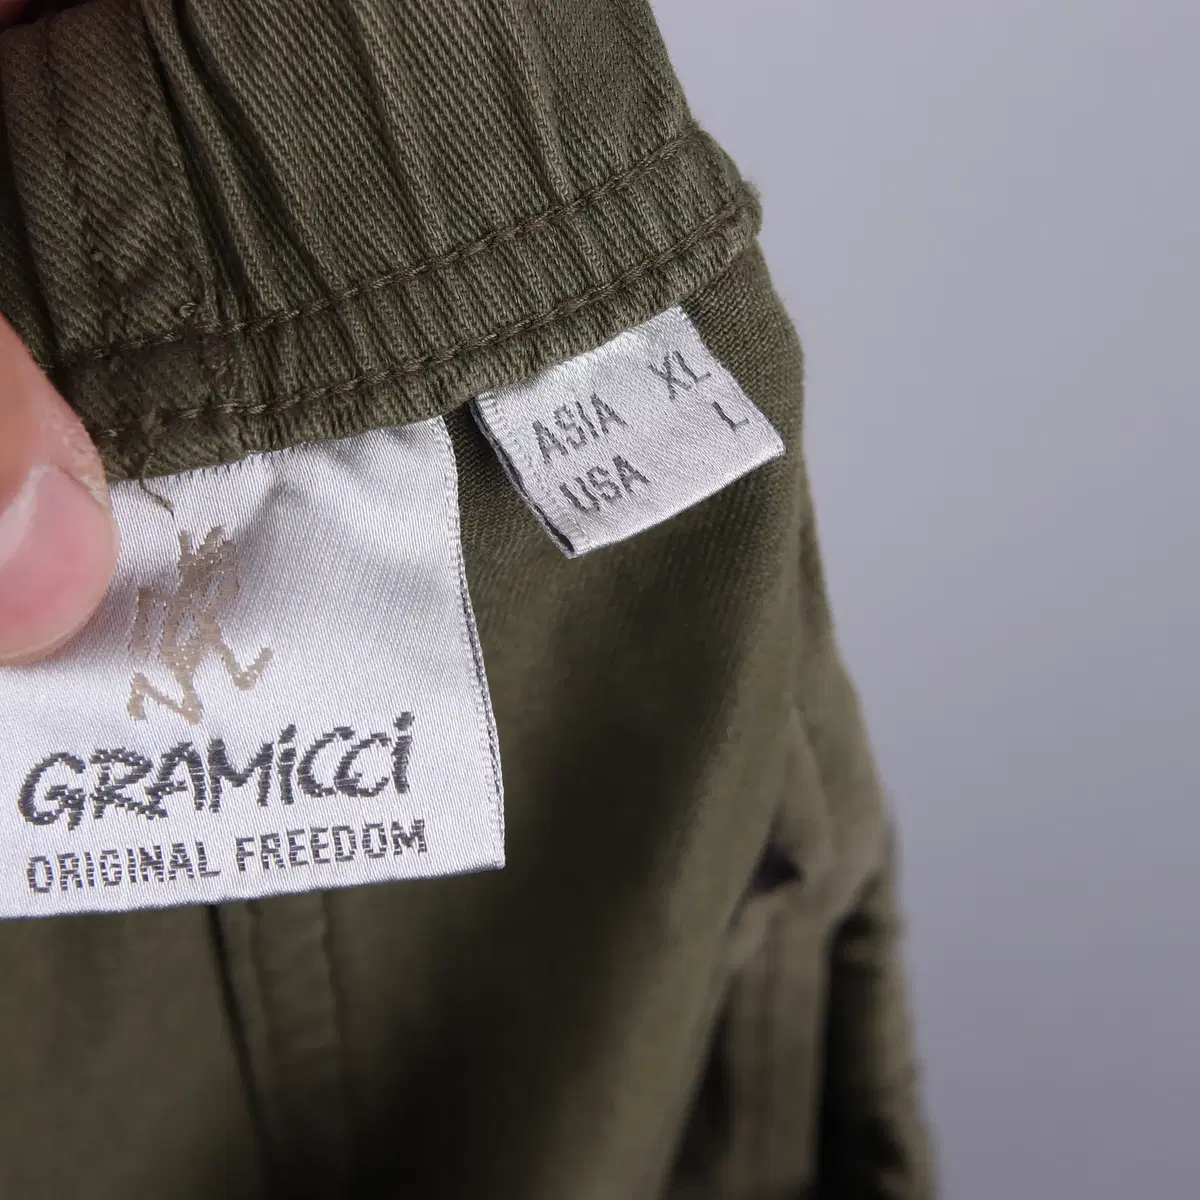 ASIA XL
USA L
GRAMiCCi
ORIGINAL FREEDOM